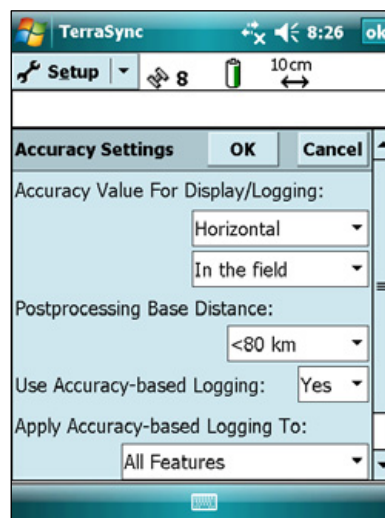 TerraSync 8:26 ok
Setup 8 10cm
Accuracy Settings OK Cancel
Accuracy Value For Display/Logging:
Horizontal
In the field
Postprocessing Base Distance:
<80 km
Use Accuracy-based Logging: Yes
Apply Accuracy-based Logging To:
All Features